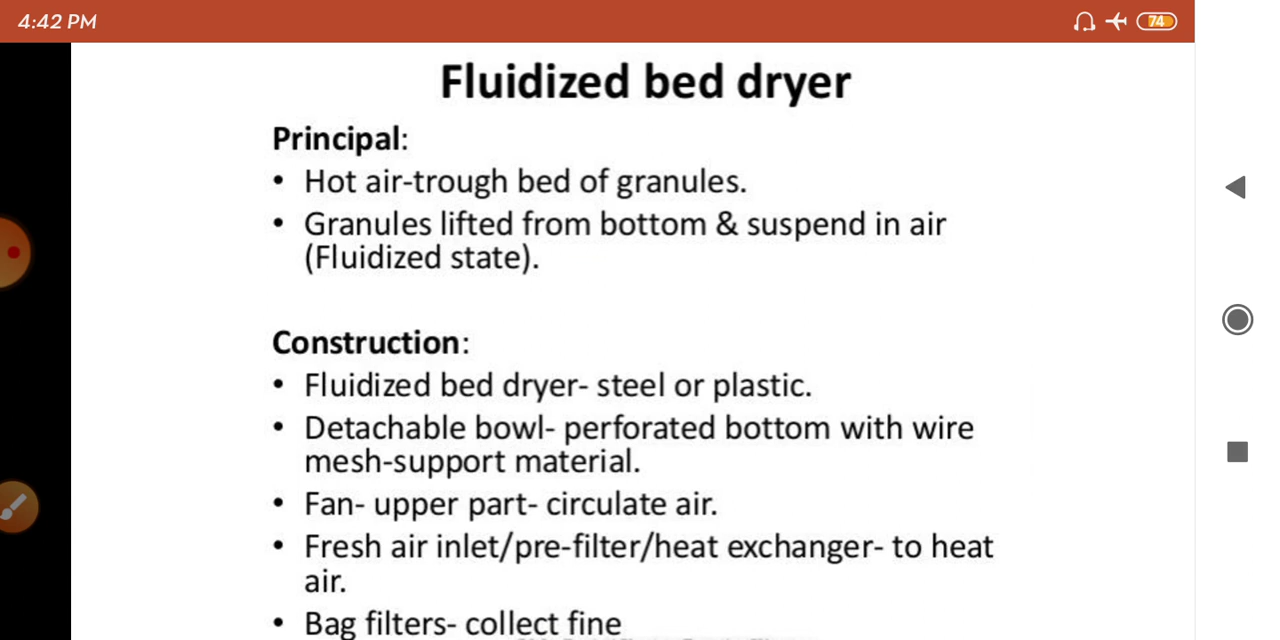 4:42 PM
74
Fluidized bed dryer
Principal:
• Hot air-trough bed of granules.
• Granules lifted from bottom & suspend in air
(Fluidized state).
Construction:
• Fluidized bed dryer- steel or plastic.
• Detachable bowl- perforated bottom with wire
mesh-support material.
• Fan- upper part- circulate air.
• Fresh air inlet/pre-filter/heat exchanger- to heat
air.
• Bag filters- collect fine